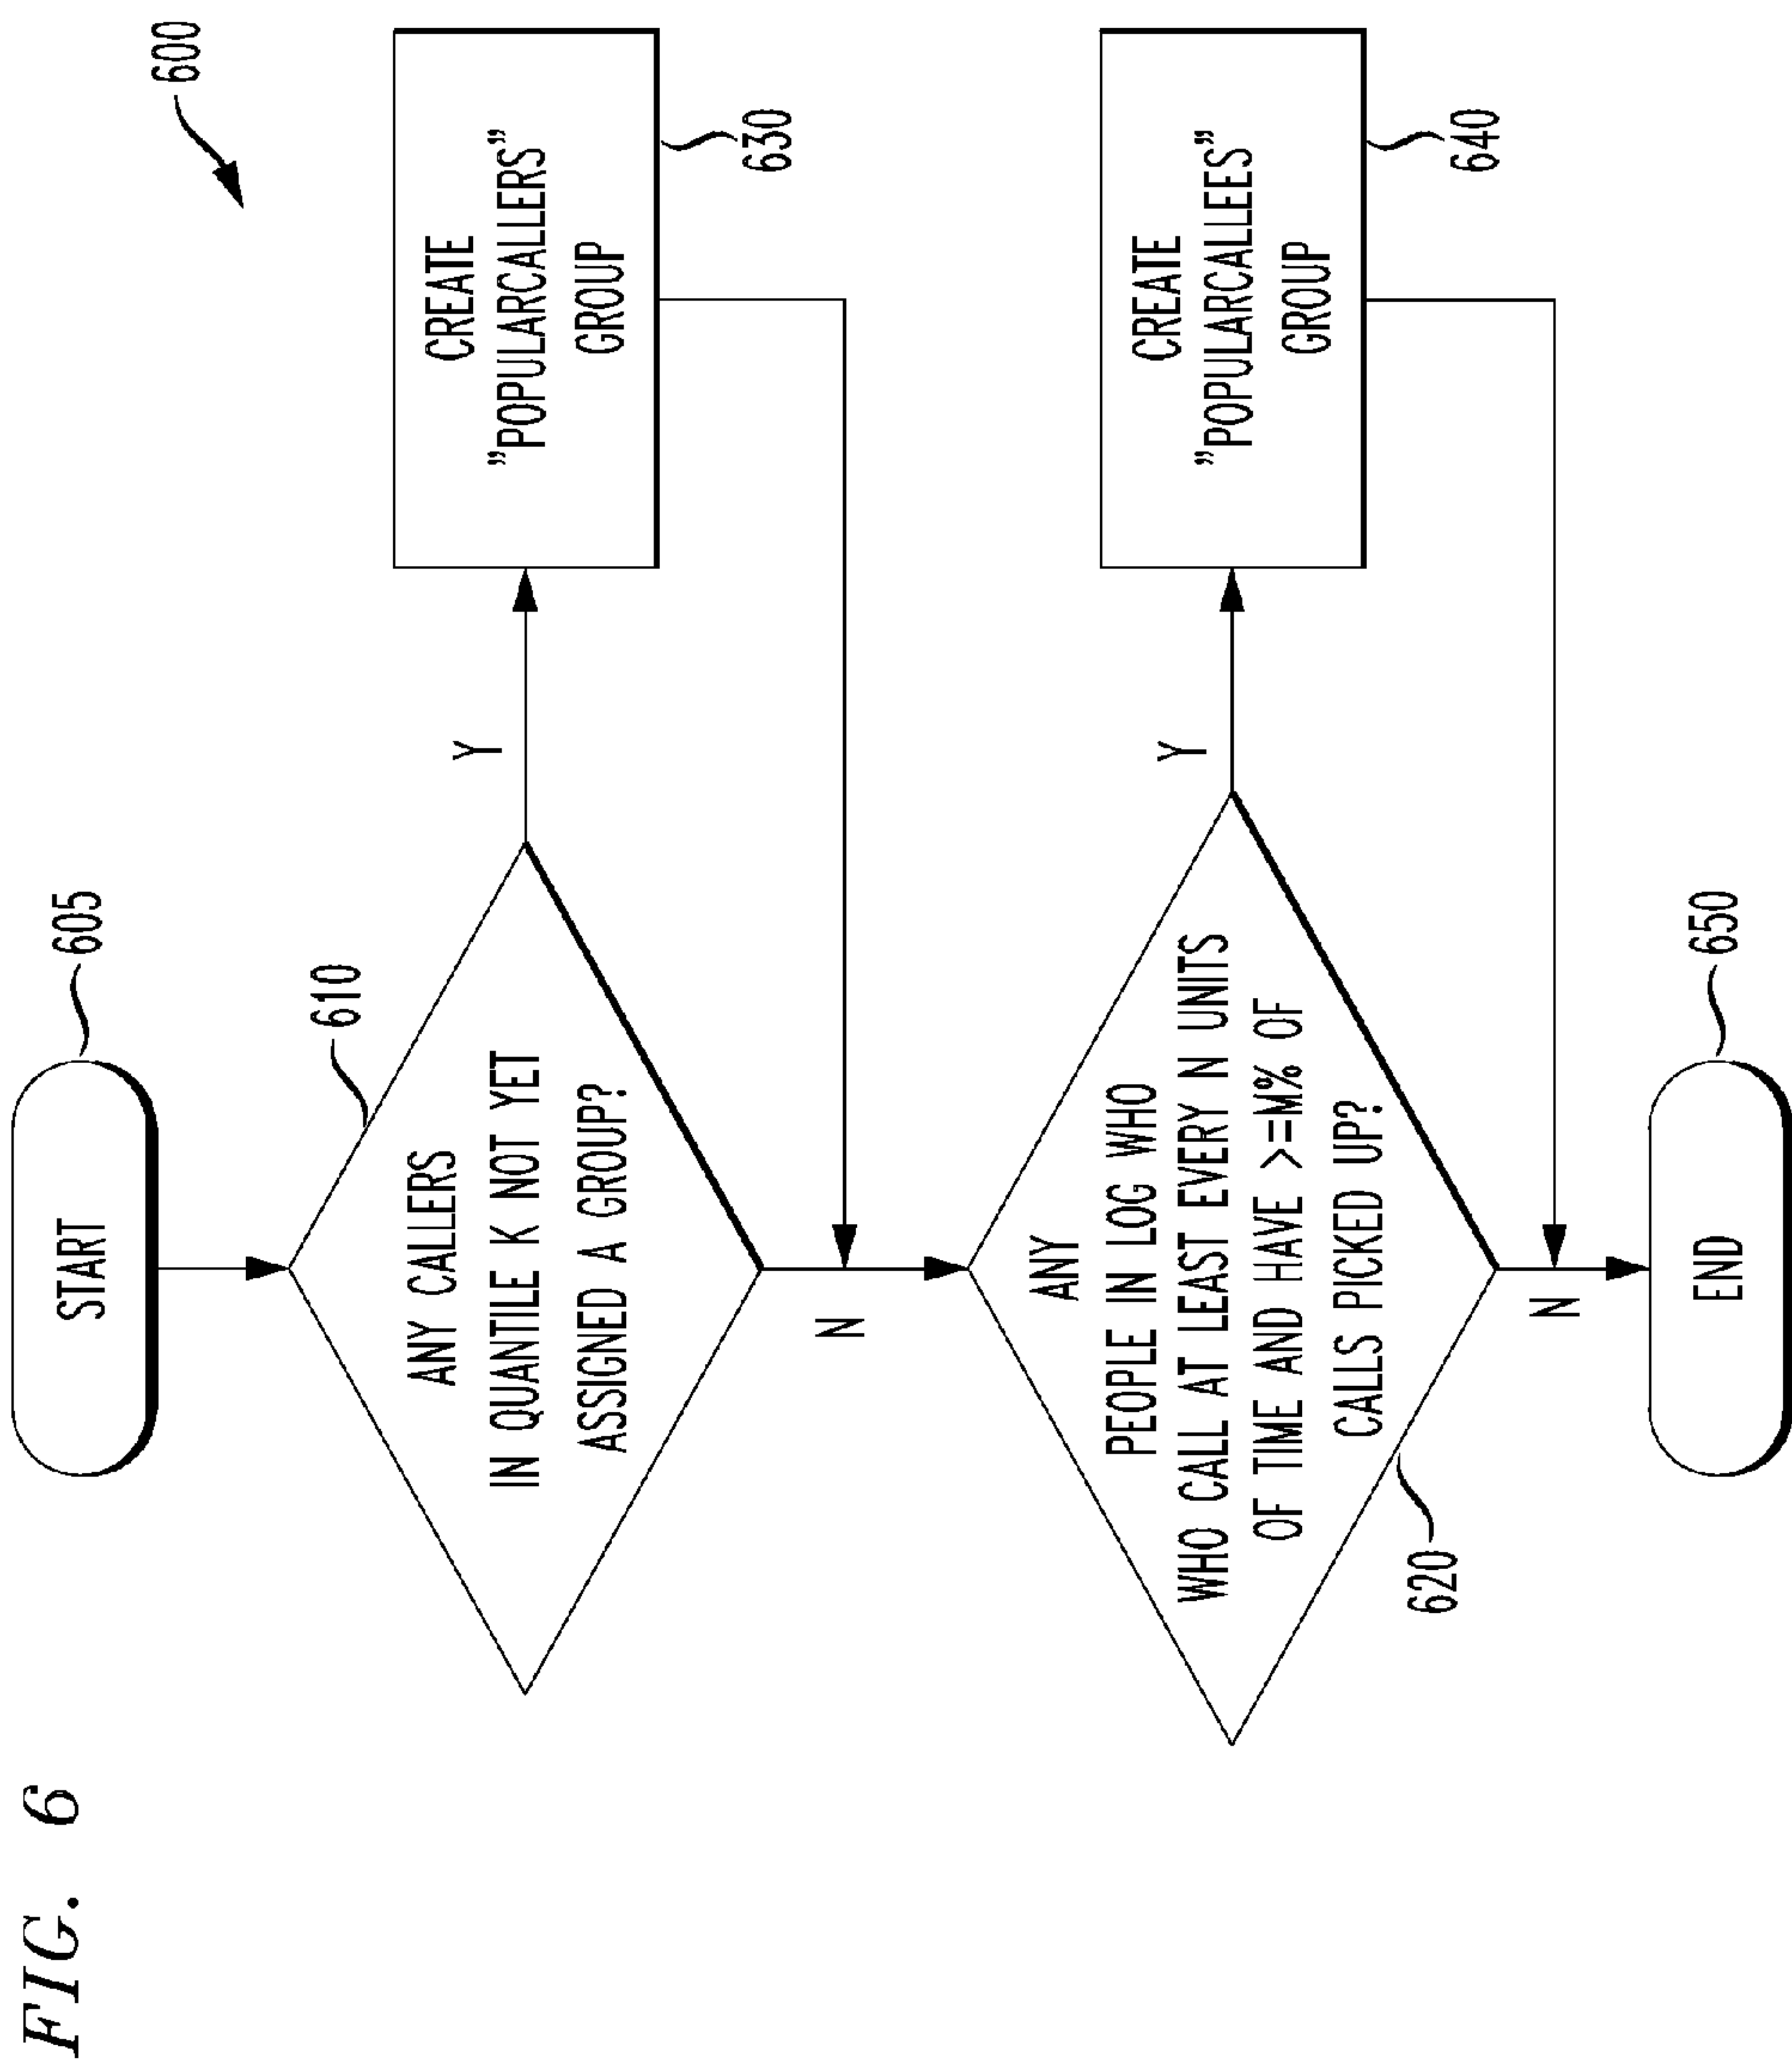 FIG. 6
600
START
605
610
ANY CALLERS
IN QUANTILE K NOT YET
ASSIGNED A GROUP?
Y
CREATE
"POPULARCALLERS"
GROUP
630
N
ANY
PEOPLE IN LOG WHO
WHO CALL AT LEAST EVERY N UNITS
OF TIME AND HAVE >=M% OF
CALLS PICKED UP?
620
Y
CREATE
"POPULARCALLEES"
GROUP
640
N
END
650